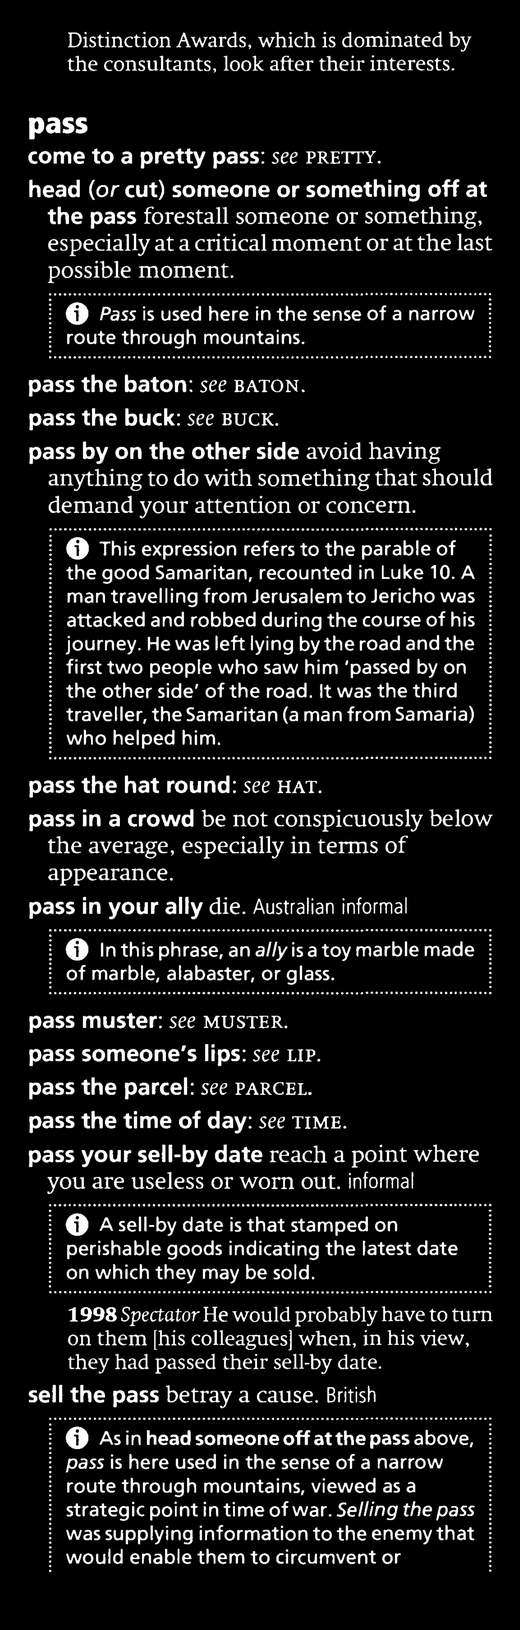 Distinction Awards, which is dominated by
the consultants, look after their interests.
pass
come to a pretty pass: see PRETTY.
head (or cut) someone or something off at
the pass forestall someone or something,
especially at a critical moment or at the last
possible moment.
i Pass is used here in the sense of a narrow
route through mountains.
pass the baton: see BATON.
pass the buck: see BUCK.
pass by on the other side avoid having
anything to do with something that should
demand your attention or concern.
i This expression refers to the parable of
the good Samaritan, recounted in Luke 10. A
man travelling from Jerusalem to Jericho was
attacked and robbed during the course of his
journey. He was left lying by the road and the
first two people who saw him ‘passed by on
the other side’ of the road. It was the third
traveller, the Samaritan (a man from Samaria)
who helped him.
pass the hat round: see HAT.
pass in a crowd be not conspicuously below
the average, especially in terms of
appearance.
pass in your ally die. Australian informal
i In this phrase, an ally is a toy marble made
of marble, alabaster, or glass.
pass muster: see MUSTER.
pass someone's lips: see LIP.
pass the parcel: see PARCEL.
pass the time of day: see TIME.
pass your sell-by date reach a point where
you are useless or worn out. informal
i A sell-by date is that stamped on
perishable goods indicating the latest date
on which they may be sold.
1998 Spectator He would probably have to turn
on them [his colleagues] when, in his view,
they had passed their sell-by date.
sell the pass betray a cause. British
i As in head someone off at the pass above,
pass is here used in the sense of a narrow
route through mountains, viewed as a
strategic point in time of war. Selling the pass
was supplying information to the enemy that
would enable them to circumvent or